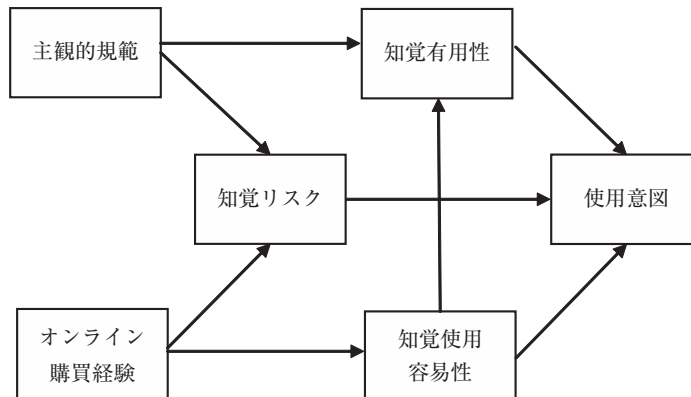 主観的規範
知覚有用性
知覚リスク
使用意図
オンライン
購買経験
知覚使用
容易性